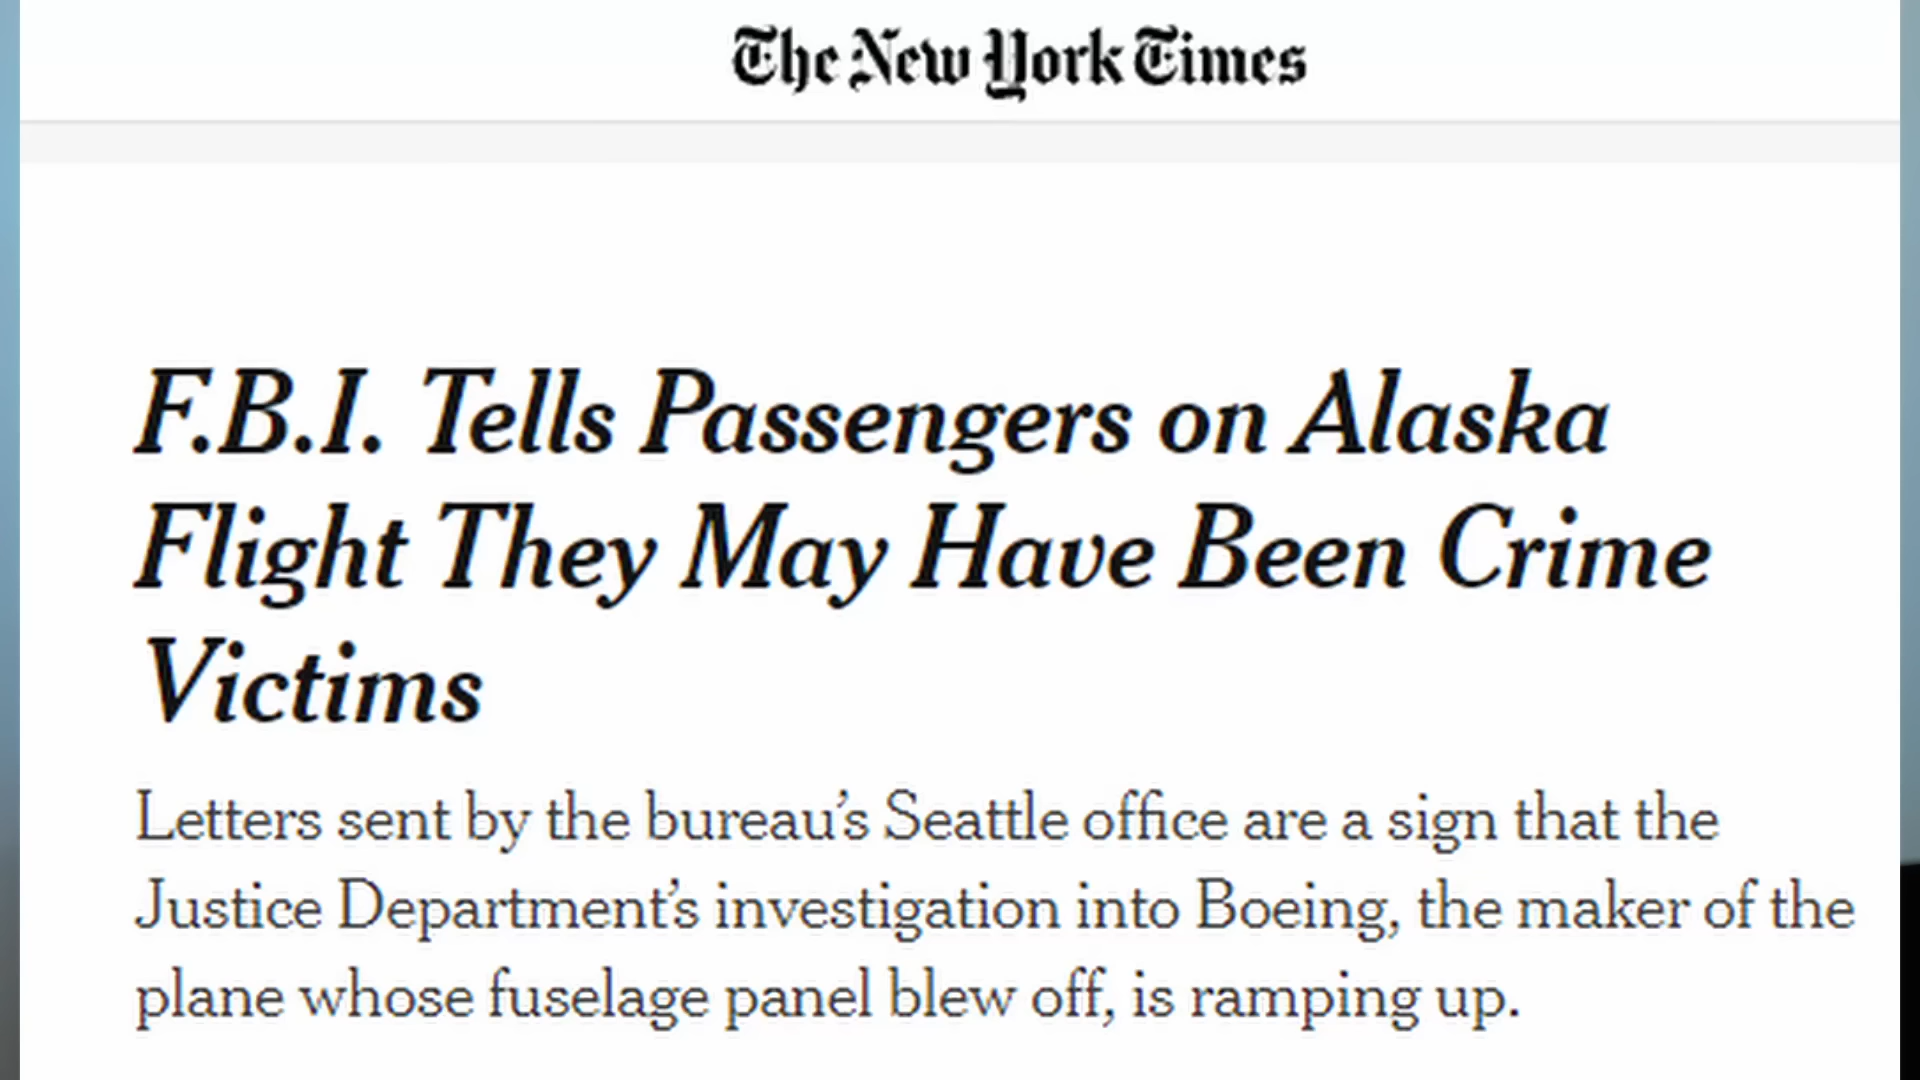 The New York Times
F.B.I. Tells Passengers on Alaska
Flight They May Have Been Crime
Victims
Letters sent by the bureau’s Seattle office are a sign that the
Justice Department’s investigation into Boeing, the maker of the
plane whose fuselage panel blew off, is ramping up.